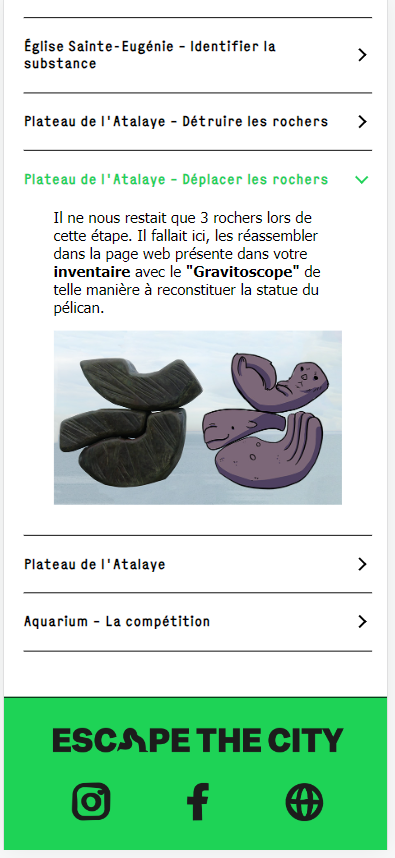 Église Sainte-Eugénie – Identifier la
substance
Plateau de l'Atalaye – Détruire les rochers
Plateau de l'Atalaye – Déplacer les rochers
Il ne nous restait que 3 rochers lors de
cette étape. Il fallait ici, les réassembler
dans la page web présente dans votre
inventaire avec le "Gravitoscope" de
telle manière à reconstituer la statue du
pélican.
Plateau de l'Atalaye
Aquarium – La compétition
ESCAPE THE CITY